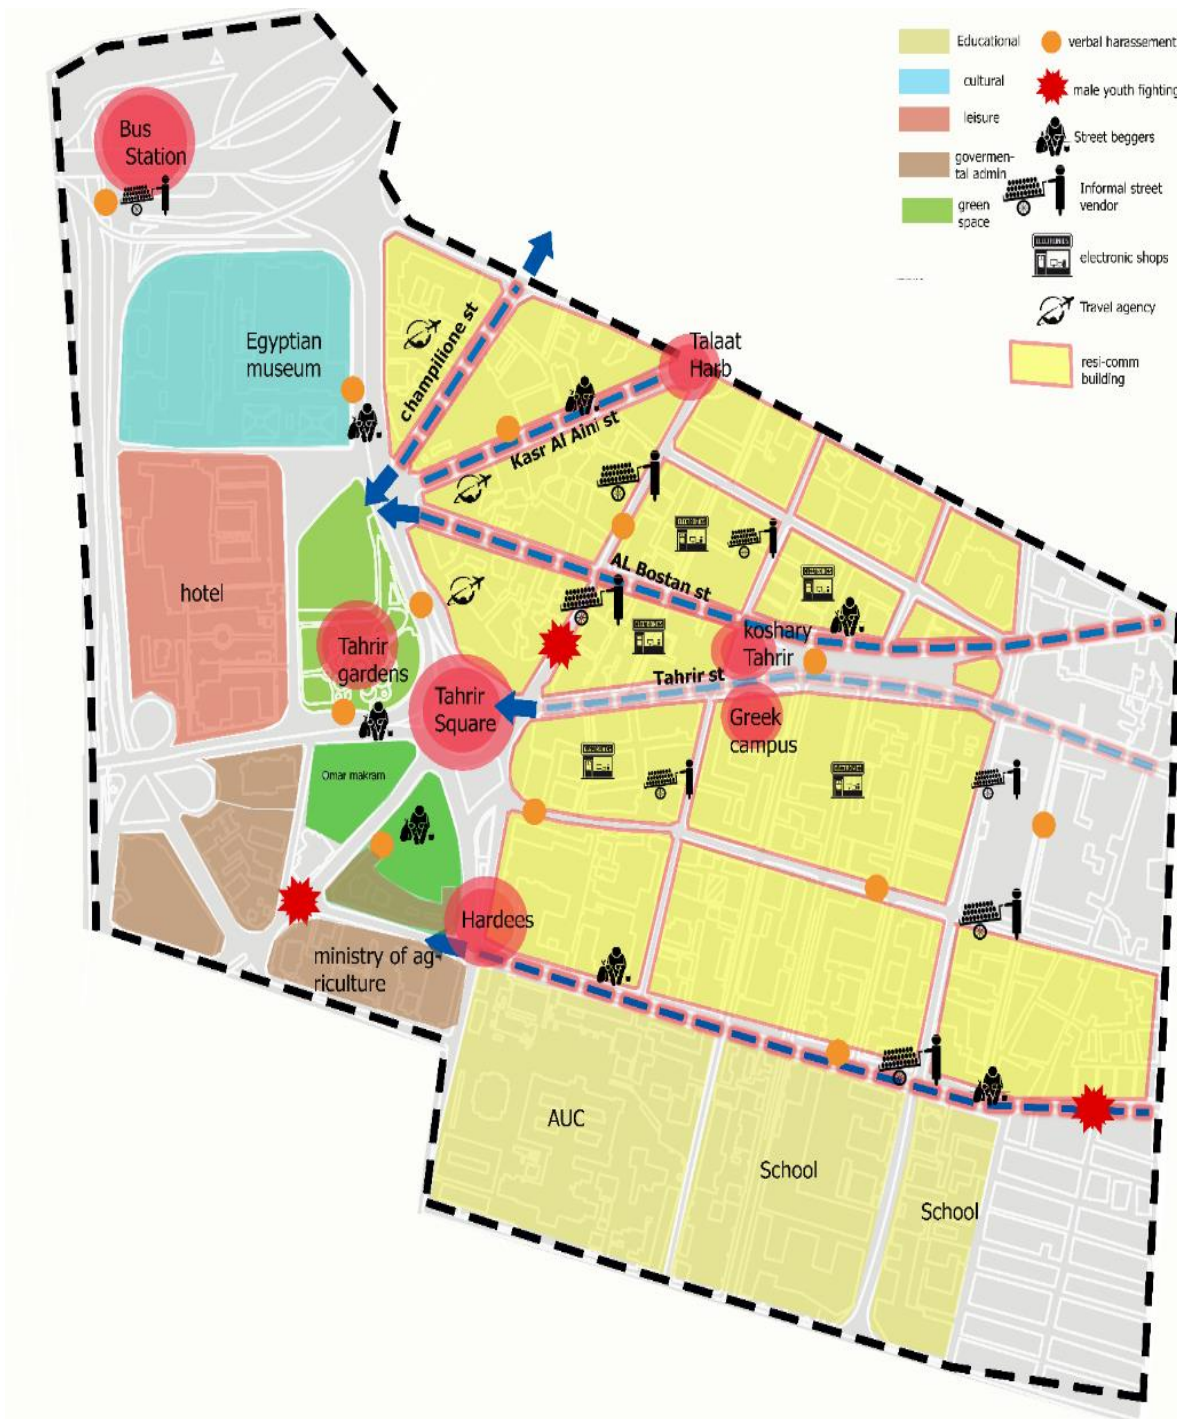 Educational
verbal harassement
cultural
male youth fighting
leisure
Street beggers
govermen-
tal admin
Informal street
vendor
green
space
electronic shops
Travel agency
resi-comm
building
Bus
Station
Egyptian
museum
champilione st
Talaat
Harb
Kasr Al Aini st
AL Bostan st
hotel
Tahrir
gardens
koshary
Tahrir
Tahrir st
Tahrir
Square
Greek
campus
Omar makram
Hardees
ministry of ag-
riculture
AUC
School
School
ELECTRONICS